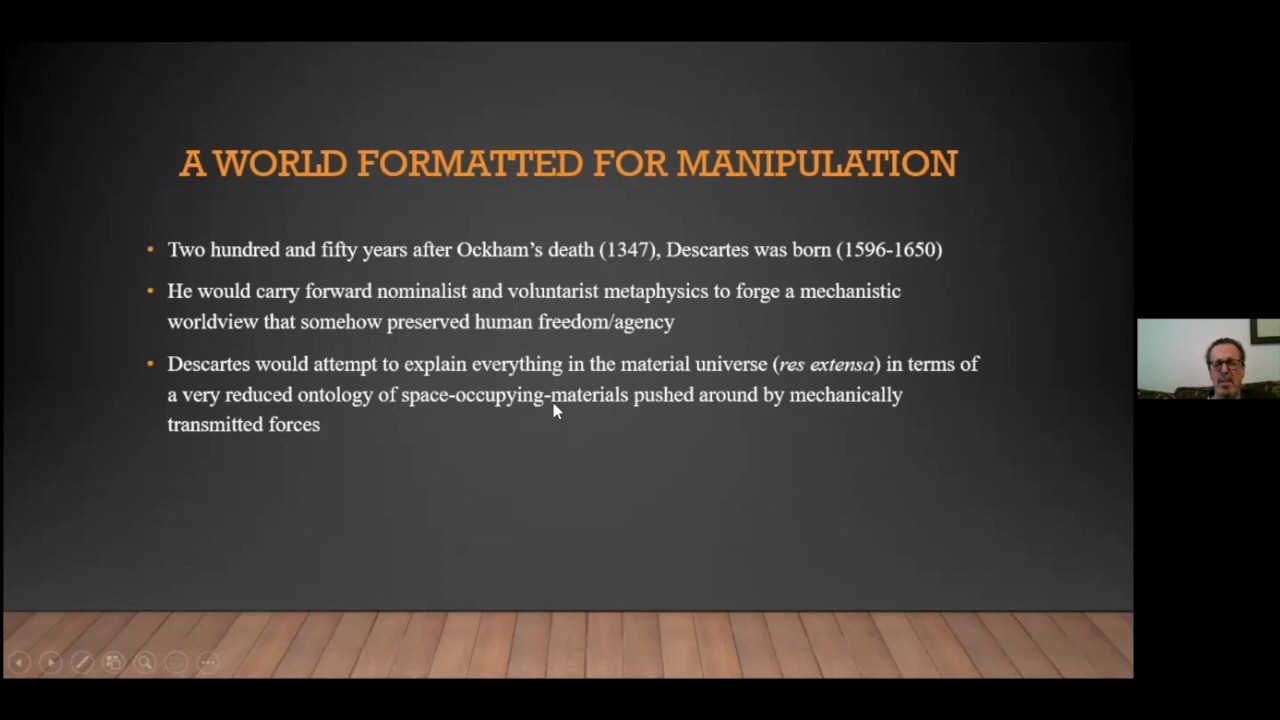 A WORLD FORMATTED FOR MANIPULATION
• Two hundred and fifty years after Ockham's death (1347), Descartes was born (1596-1650)
• He would carry forward nominalist and voluntarist metaphysics to forge a mechanistic
worldview that somehow preserved human freedom/agency
• Descartes would attempt to explain everything in the material universe (res extensa) in terms of
a very reduced ontology of space-occupying-materials pushed around by mechanically
transmitted forces